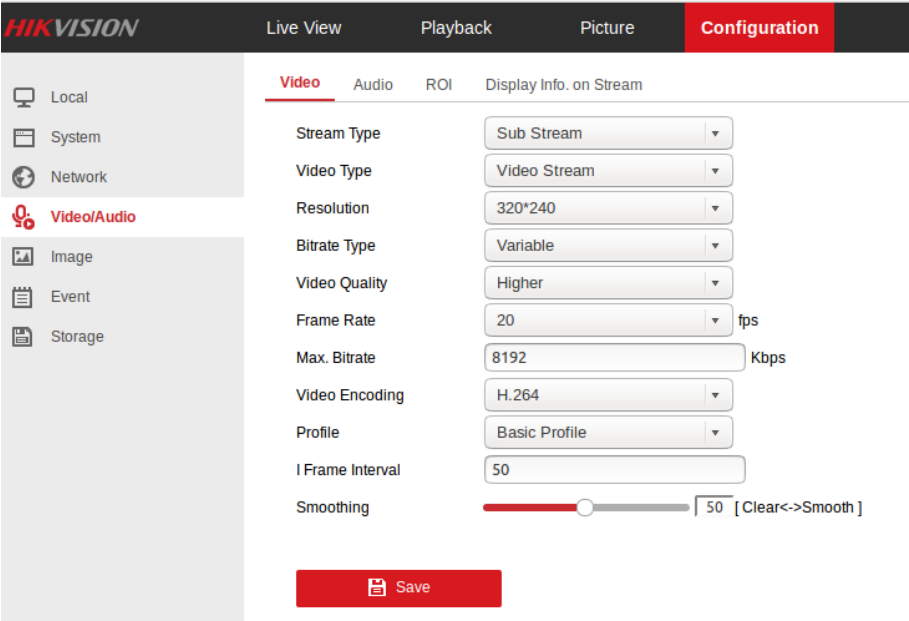 HIKVISION Live View Playback Picture Configuration
Local
System
Network
Video/Audio
Image
Event
Storage
Video Audio ROI Display Info. on Stream
Stream Type Sub Stream
Video Type Video Stream
Resolution 320*240
Bitrate Type Variable
Video Quality Higher
Frame Rate 20 fps
Max. Bitrate 8192 Kbps
Video Encoding H.264
Profile Basic Profile
I Frame Interval 50
Smoothing 50 [ Clear<->Smooth ]
Save